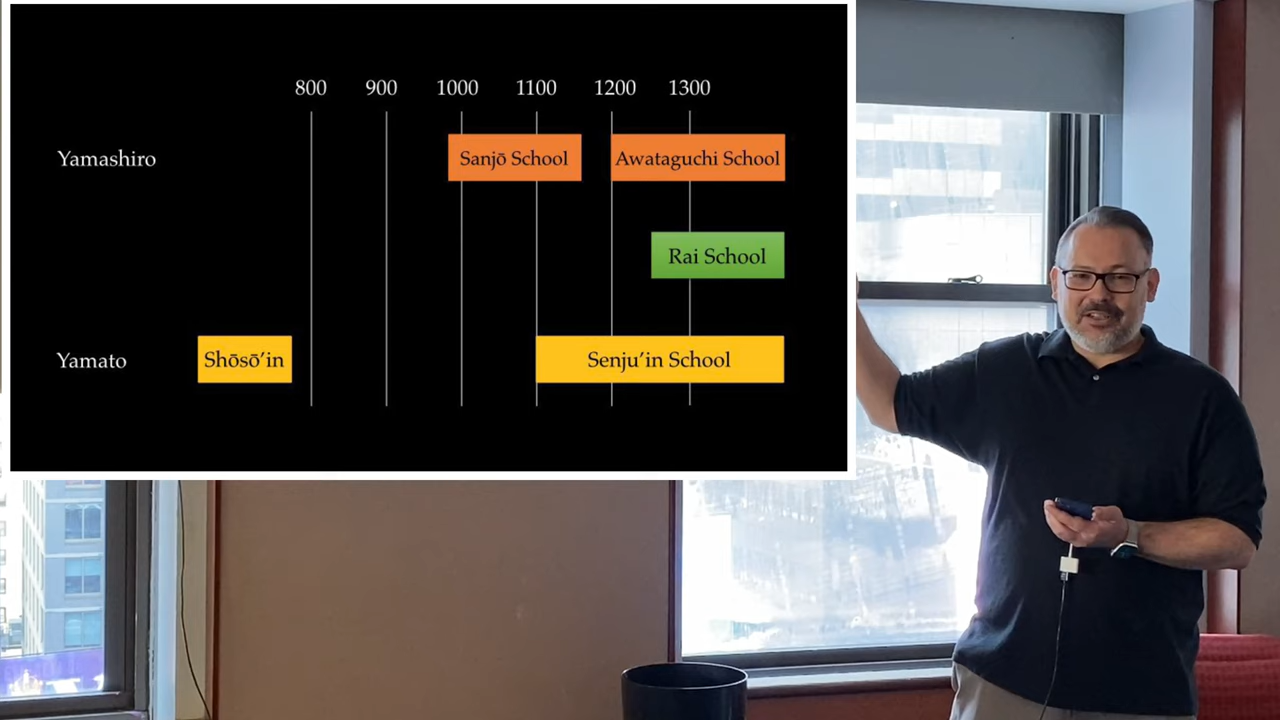 800 900 1000 1100 1200 1300
Yamashiro Sanjō School Awataguchi School
Rai School
Yamato Shōsō’in Senju’in School